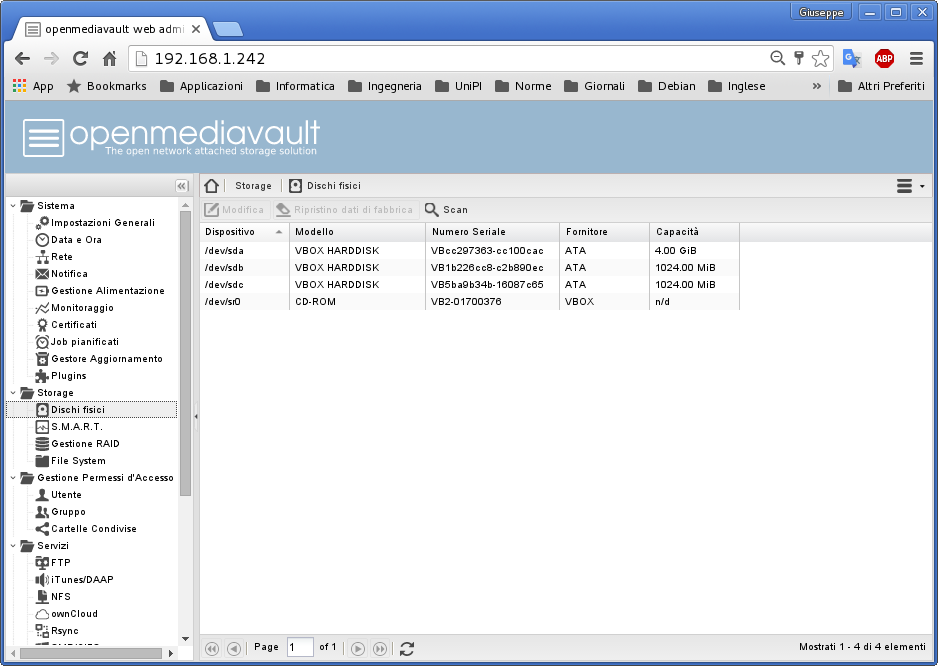 Giuseppe
openmediavault web admi
192.168.1.242
App Bookmarks Applicazioni Informatica Ingegneria UniPI Norme Giornali Debian Inglese » Altri Preferiti
ABP
openmediavault
The open network attached storage solution
Storage Dischi fisici
Modifica Ripristino dati di fabbrica Scan
Dispositivo Modello Numero Seriale Fornitore Capacità
/dev/sda VBOX HARDDISK VBcc297363-cc100cac ATA 4.00 GiB
/dev/sdb VBOX HARDDISK VB1b226cc8-c2b890ec ATA 1024.00 MiB
/dev/sdc VBOX HARDDISK VB5ba9b34b-16087c65 ATA 1024.00 MiB
/dev/sr0 CD-ROM VB2-01700376 VBOX n/d
Sistema
Impostazioni Generali
Data e Ora
Rete
Notifica
Gestione Alimentazione
Monitoraggio
Certificati
Job pianificati
Gestore Aggiornamento
Plugins
Storage
Dischi fisici
S.M.A.R.T.
Gestione RAID
File System
Gestione Permessi d'Accesso
Utente
Gruppo
Cartelle Condivise
Servizi
FTP
iTunes/DAAP
NFS
ownCloud
Rsync
Page 1 of 1 Mostrati 1 - 4 di 4 elementi